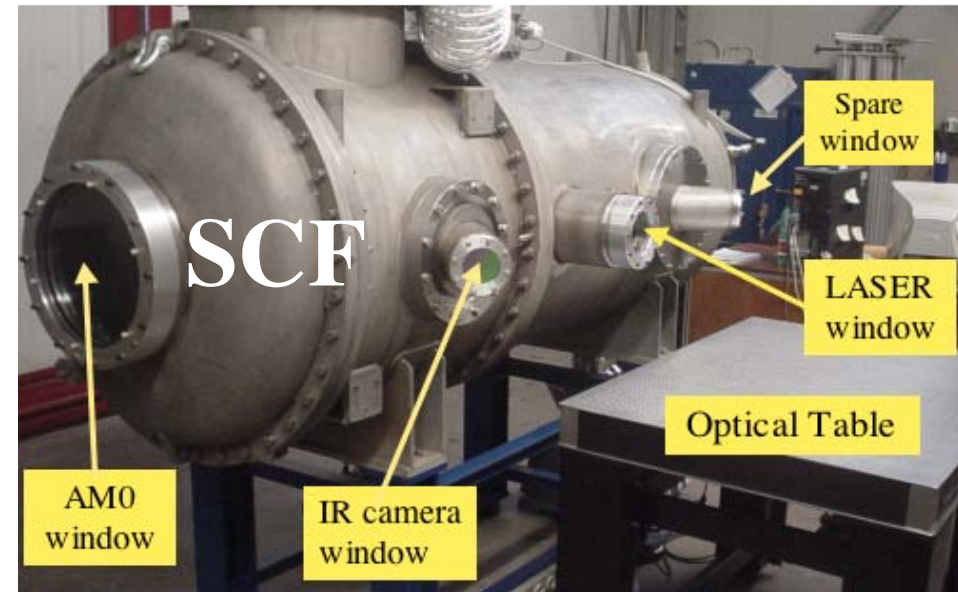 Spare
window
SCF
LASER
window
Optical Table
AM0
window
IR camera
window